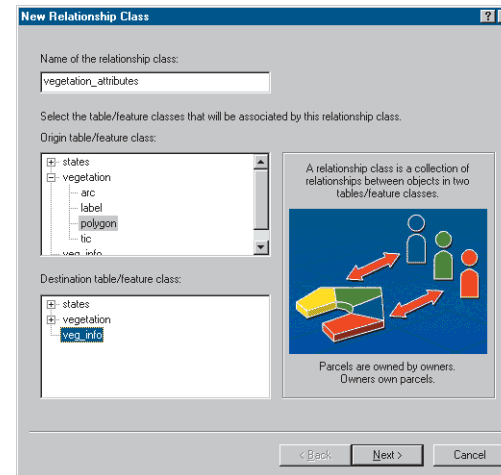 New Relationship Class
?
Name of the relationship class:
vegetation_attributes
Select the table/feature classes that will be associated by this relationship class.
Origin table/feature class:
states
vegetation
arc
label
polygon
tic
veg_info
Destination table/feature class:
states
vegetation
veg_info
A relationship class is a collection of
relationships between objects in two
tables/feature classes.
Parcels are owned by owners.
Owners own parcels.
< Back
Next >
Cancel